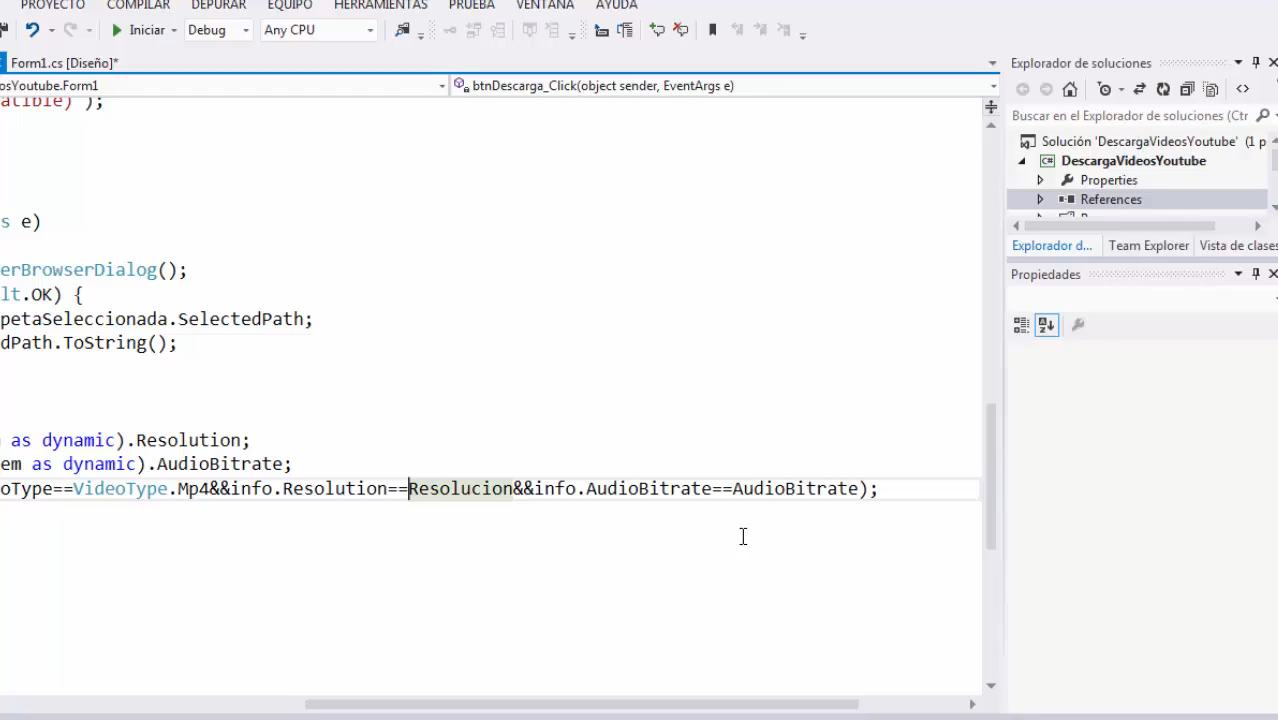 PROYECTO COMPILAR DEPURAR EQUIPO HERRAMIENTAS PRUEBA VENTANA AYUDA
Iniciar Debug Any CPU
Form1.cs [Diseño]*
osYoutube.Form1 btnDescarga_Click(object sender, EventArgs e)
atible)");
s e)
erBrowserDialog();
lt.OK) {
petaSeleccionada.SelectedPath;
dPath.ToString();
as dynamic).Resolution;
em as dynamic).AudioBitrate;
oType==VideoType.Mp4&&info.Resolution==Resolucion&&info.AudioBitrate==AudioBitrate);
Explorador de soluciones
Buscar en el Explorador de soluciones (Ctr
Solución 'DescargaVideosYoutube' (1 p
DescargaVideosYoutube
Properties
References
Explorador d... Team Explorer Vista de clases
Propiedades